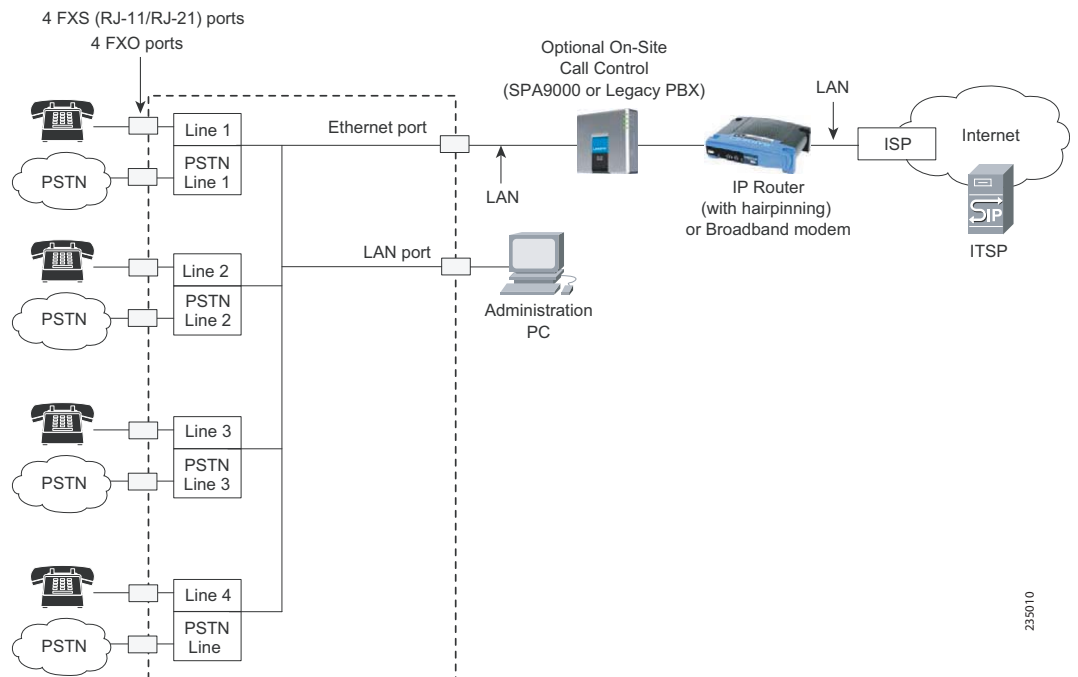 4 FXS (RJ-11/RJ-21) ports
4 FXO ports
Optional On-Site
Call Control
(SPA9000 or Legacy PBX)
LAN
Line 1
PSTN
Line 1
PSTN
Ethernet port
LAN
IP Router
(with hairpinning)
or Broadband modem
ISP
Internet
SIP
ITSP
Line 2
PSTN
Line 2
PSTN
LAN port
Administration
PC
Line 3
PSTN
Line 3
PSTN
Line 4
PSTN
Line
PSTN
235010